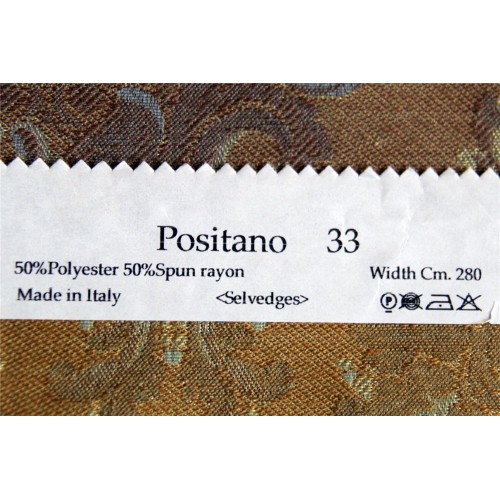 Positano 33
50%Polyester 50%Spun rayon Width Cm. 280
Made in Italy <Selvedges>